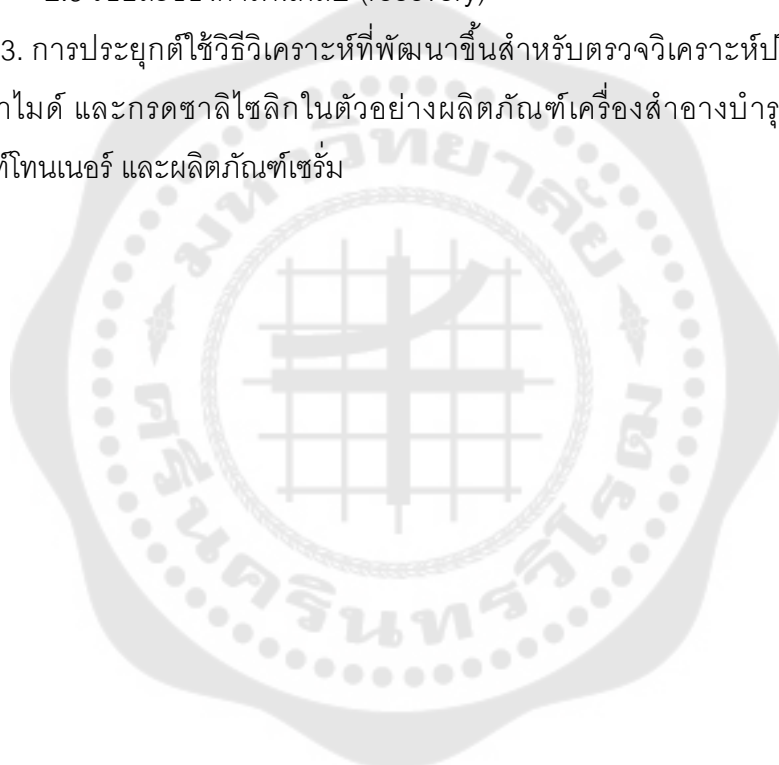 (recovery)
3. การประยุกต์ใช้วิธีวิเคราะห์ที่พัฒนาขึ้นสำหรับตรวจวิเคราะห์ป
าไมด์ และกรดซาลิไซลิกในตัวอย่างผลิตภัณฑ์เครื่องสำอางบำรุ
ท์โทนเนอร์ และผลิตภัณฑ์เซรั่ม
มหาวิทยาลัย
ศรีนครินทรวิโรฒ